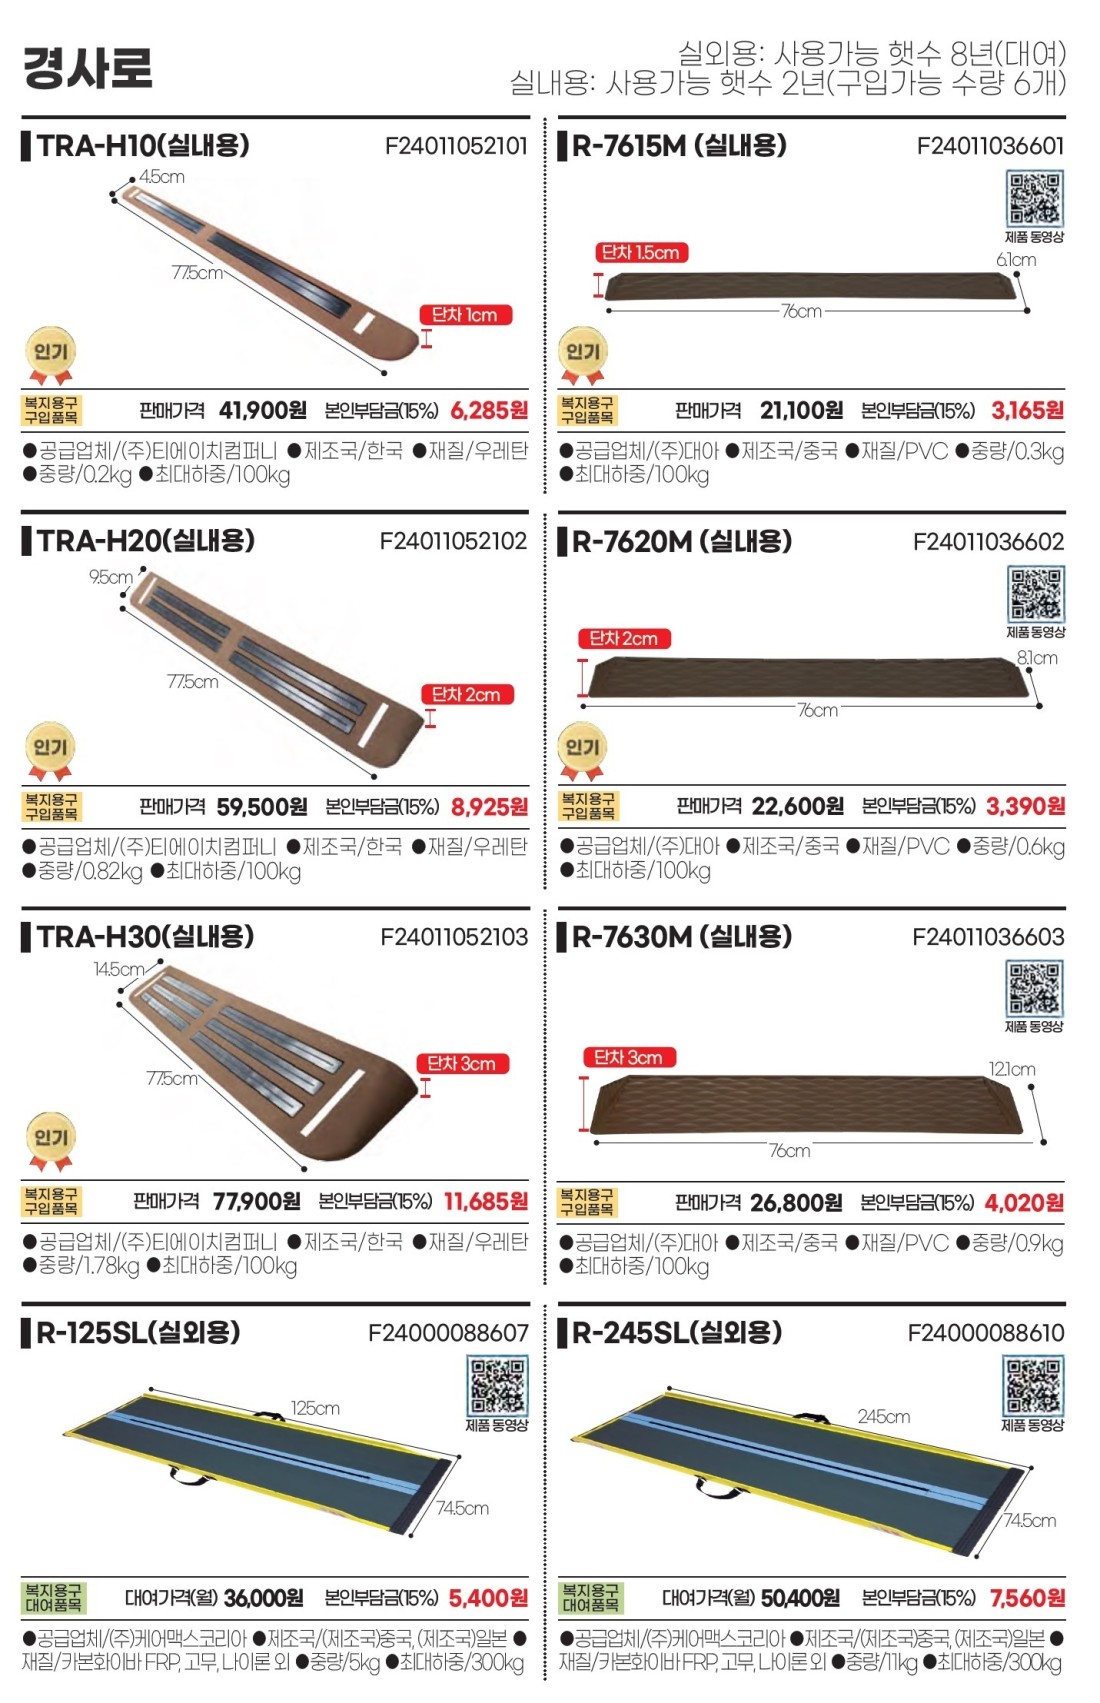 경사로
실외용: 사용가능 햇수 8년(대여)
실내용: 사용가능 햇수 2년(구입가능 수량 6개)
TRA-H10(실내용) F24011052101
4.5cm
77.5cm
단차 1cm
인기
복지용구
구입품목
판매가격 41,900원 본인부담금(15%) 6,285원
●공급업체/(주)티에이치컴퍼니 ●제조국/한국 ●재질/우레탄
●중량/0.2kg ●최대하중/100kg
R-7615M (실내용) F24011036601
제품 동영상
단차 1.5cm
6.1cm
76cm
인기
복지용구
구입품목
판매가격 21,100원 본인부담금(15%) 3,165원
●공급업체/(주)대아 ●제조국/중국 ●재질/PVC ●중량/0.3kg
●최대하중/100kg
TRA-H20(실내용) F24011052102
9.5cm
77.5cm
단차 2cm
인기
복지용구
구입품목
판매가격 59,500원 본인부담금(15%) 8,925원
●공급업체/(주)티에이치컴퍼니 ●제조국/한국 ●재질/우레탄
●중량/0.82kg ●최대하중/100kg
R-7620M (실내용) F24011036602
제품 동영상
단차 2cm
8.1cm
76cm
인기
복지용구
구입품목
판매가격 22,600원 본인부담금(15%) 3,390원
●공급업체/(주)대아 ●제조국/중국 ●재질/PVC ●중량/0.6kg
●최대하중/100kg
TRA-H30(실내용) F24011052103
14.5cm
77.5cm
단차 3cm
인기
복지용구
구입품목
판매가격 77,900원 본인부담금(15%) 11,685원
●공급업체/(주)티에이치컴퍼니 ●제조국/한국 ●재질/우레탄
●중량/1.78kg ●최대하중/100kg
R-7630M (실내용) F24011036603
제품 동영상
단차 3cm
12.1cm
76cm
복지용구
구입품목
판매가격 26,800원 본인부담금(15%) 4,020원
●공급업체/(주)대아 ●제조국/중국 ●재질/PVC ●중량/0.9kg
●최대하중/100kg
R-125SL(실외용) F24000088607
제품 동영상
125cm
74.5cm
복지용구
대여품목
대여가격(월) 36,000원 본인부담금(15%) 5,400원
●공급업체/(주)케어맥스코리아 ●제조국/(제조국)중국, (제조국)일본 ●
재질/카본화이바 FRP, 고무, 나이론 외 ●중량/5kg ●최대하중/300kg
R-245SL(실외용) F24000088610
제품 동영상
245cm
74.5cm
복지용구
대여품목
대여가격(월) 50,400원 본인부담금(15%) 7,560원
●공급업체/(주)케어맥스코리아 ●제조국/(제조국)중국, (제조국)일본 ●
재질/카본화이바 FRP, 고무, 나이론 외 ●중량/11kg ●최대하중/300kg